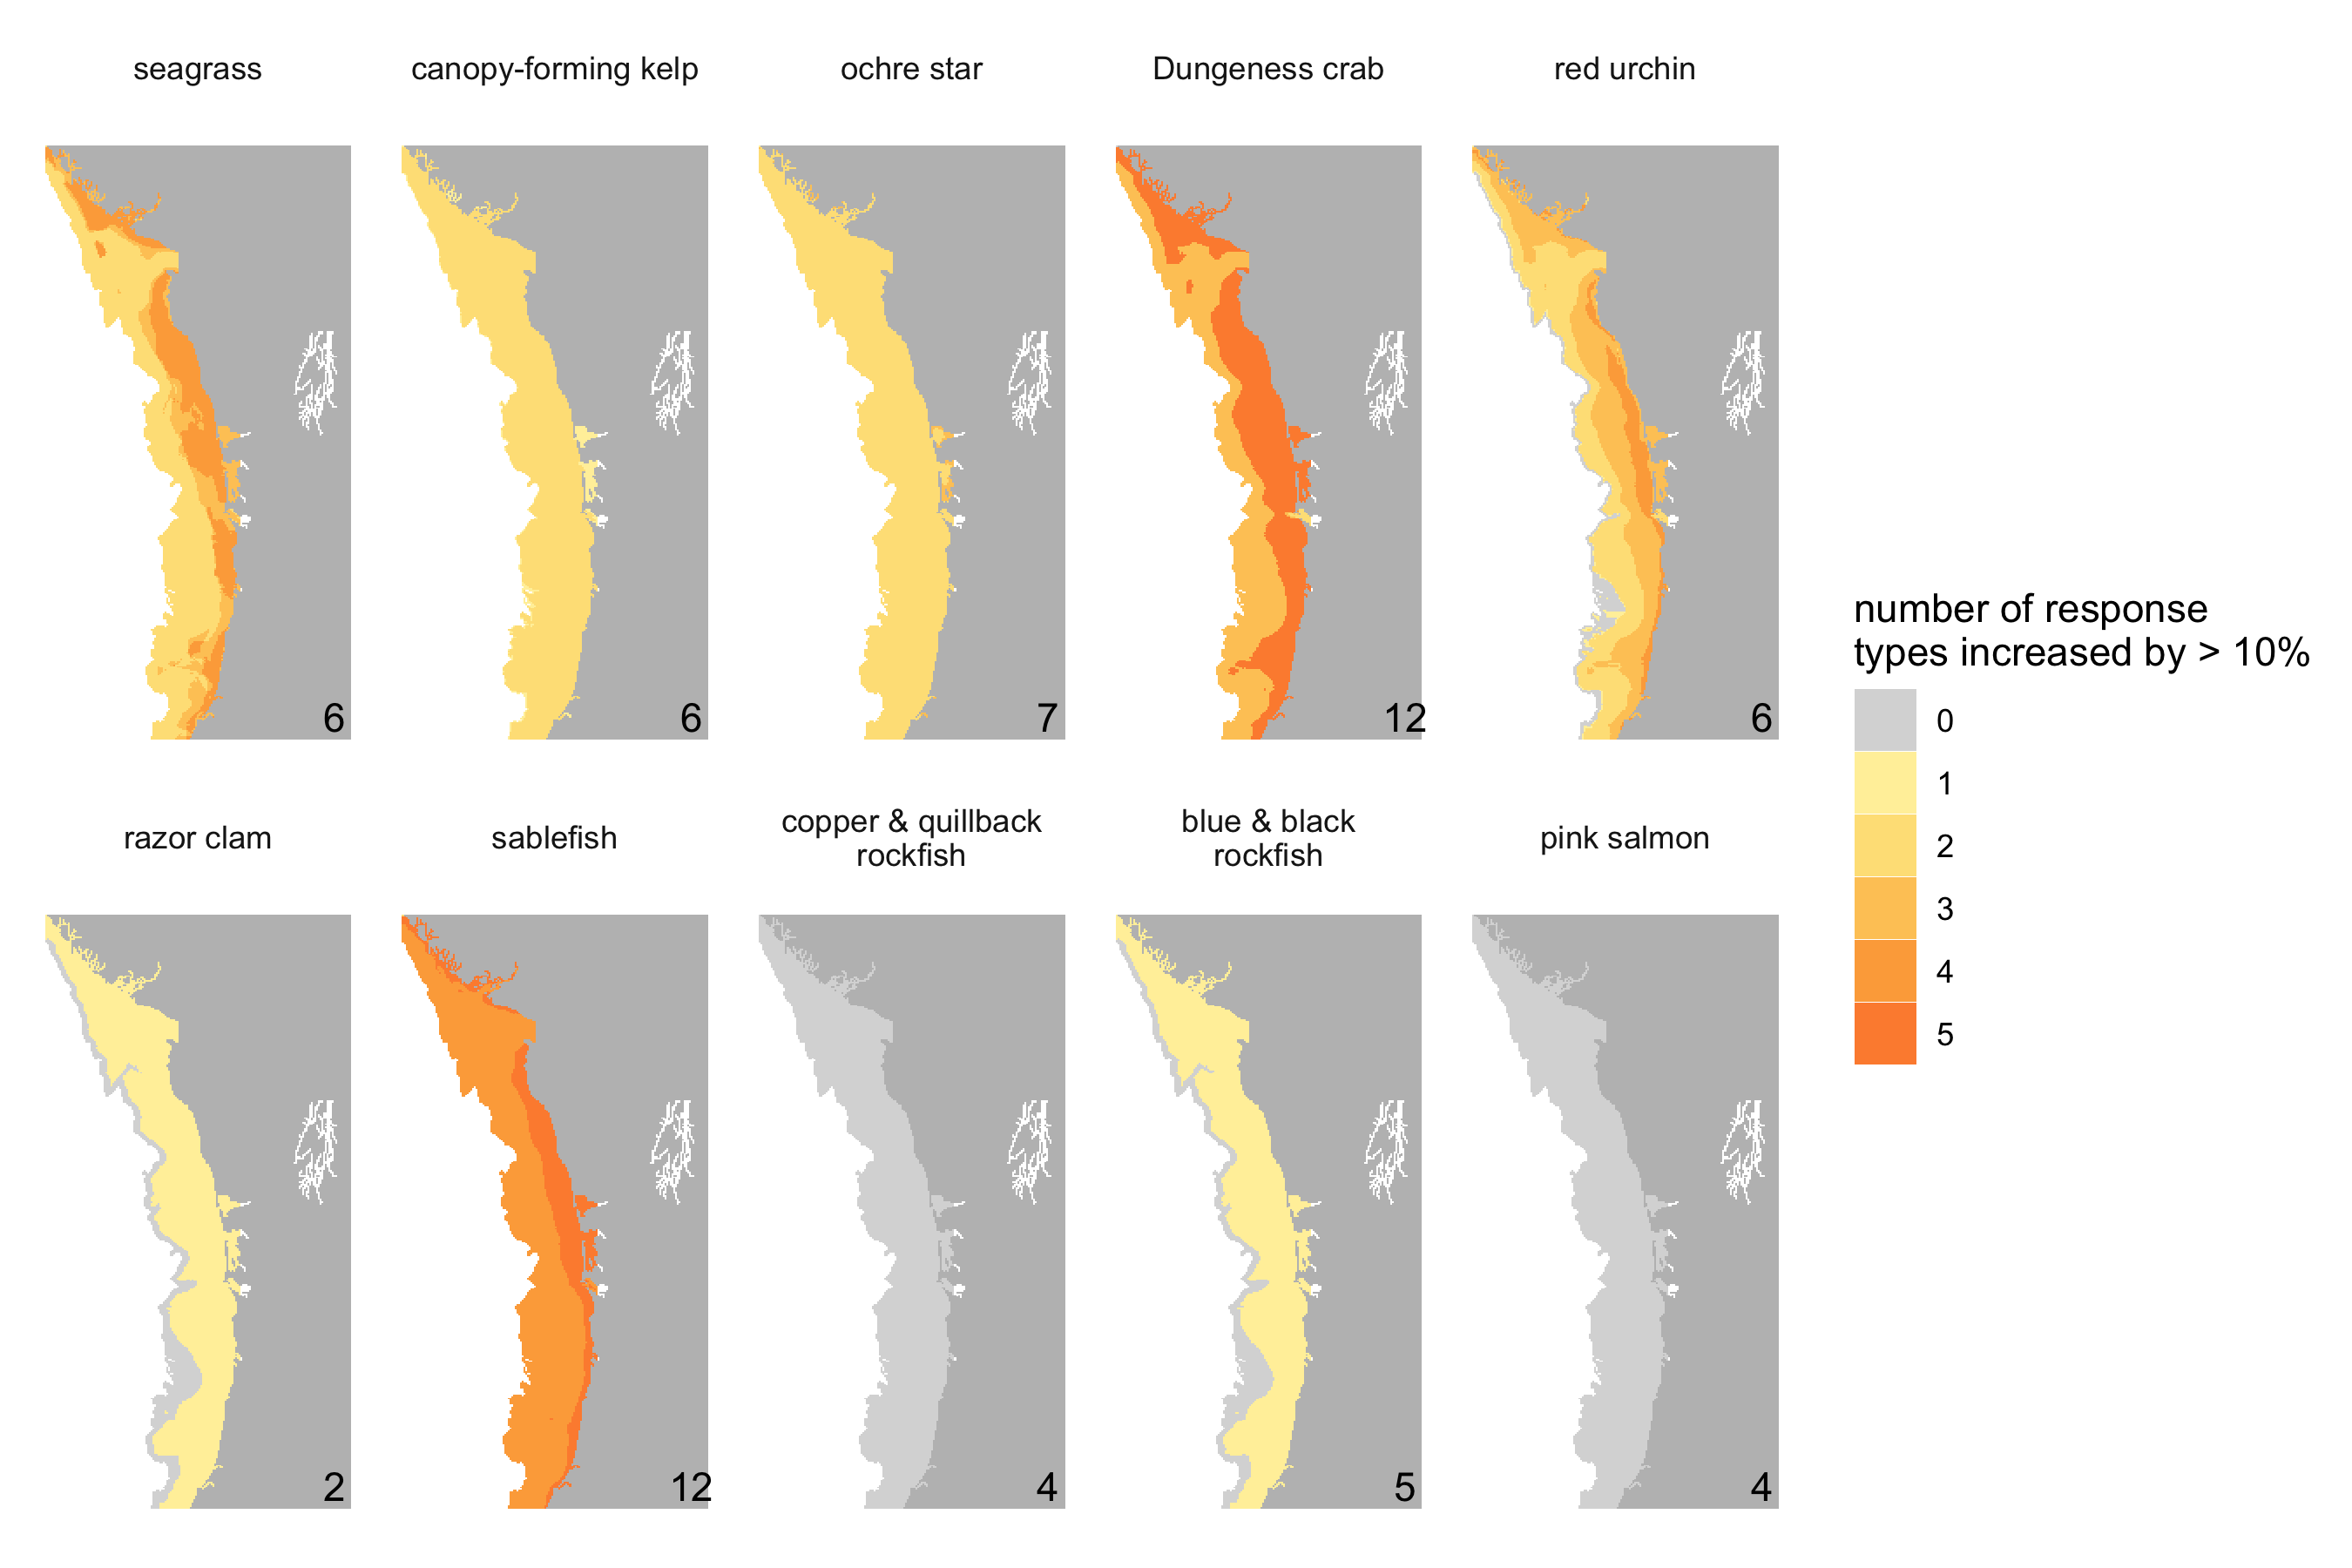 seagrass
canopy-forming kelp
ochre star
Dungeness crab
red urchin
6
6
7
12
6
razor clam
sablefish
copper & quillback
rockfish
blue & black
rockfish
pink salmon
2
12
4
5
4
number of response
types increased by > 10%
0
1
2
3
4
5